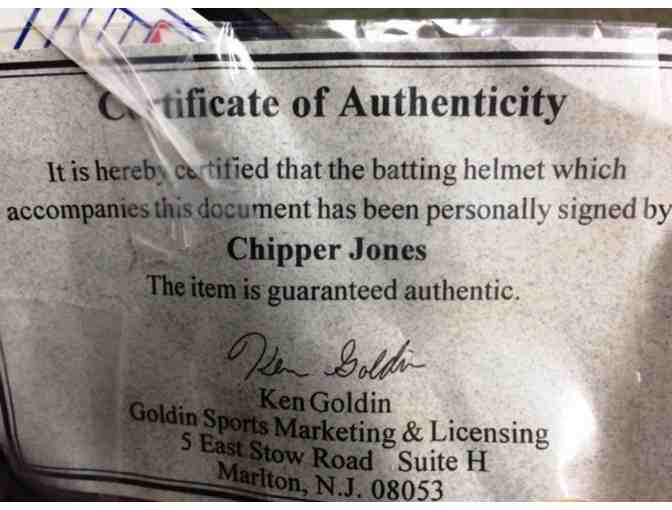 Certificate of Authenticity
It is hereby certified that the batting helmet which
accompanies this document has been personally signed by
Chipper Jones
The item is guaranteed authentic.
Ken Goldin
Ken Goldin
Goldin Sports Marketing & Licensing
5 East Stow Road Suite H
Marlton, N.J. 08053